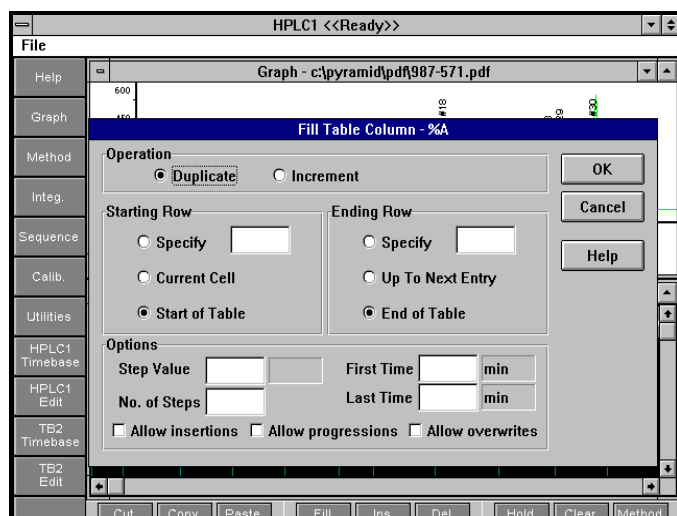 HPLC1 <<Ready>>
File
Help
Graph
Method
Integ.
Sequence
Calib.
Utilities
HPLC1
Timebase
HPLC1
Edit
TB2
Timebase
TB2
Edit
Graph - c:\pyramid\pdf\987-571.pdf
600
450
#18
29
#30
Fill Table Column - %A
Operation
Duplicate Increment
OK
Cancel
Help
Starting Row
Specify
Current Cell
Start of Table
Ending Row
Specify
Up To Next Entry
End of Table
Options
Step Value
No. of Steps
First Time min
Last Time min
Allow insertions Allow progressions Allow overwrites
Cut Copy Paste Fill Ins Del Hold Clear Method